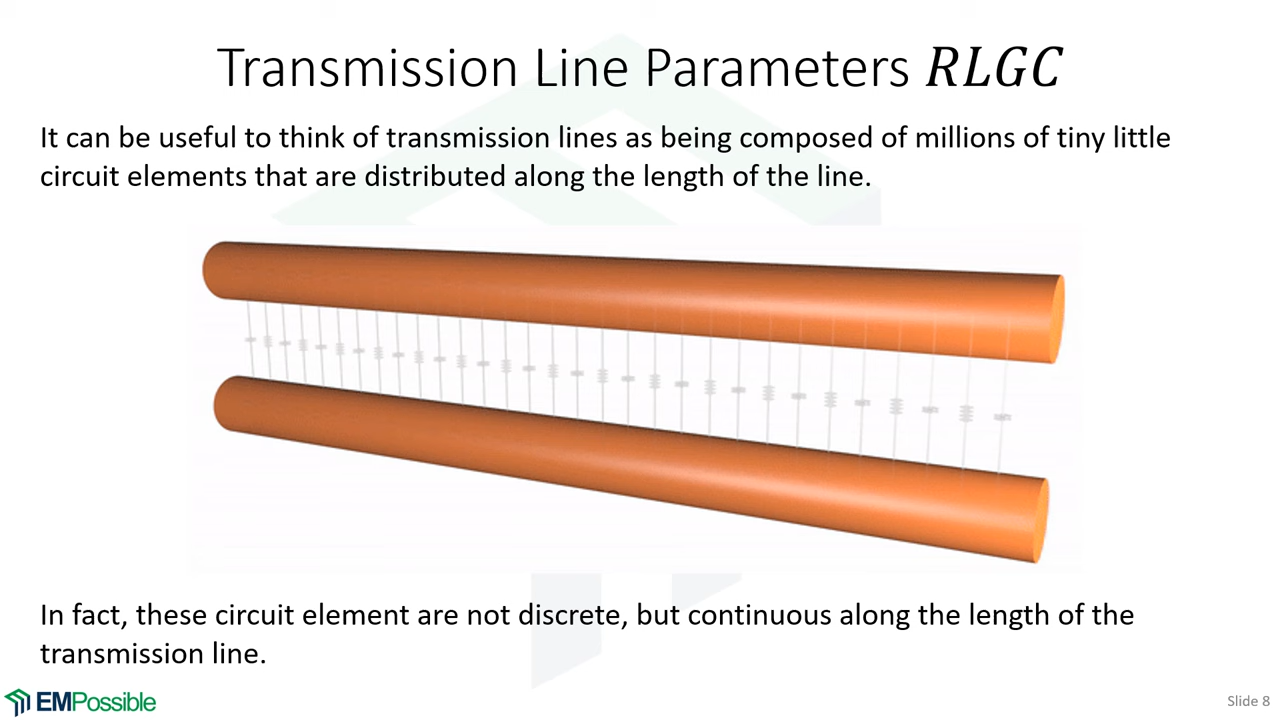 Transmission Line Parameters RLGC
It can be useful to think of transmission lines as being composed of millions of tiny little
circuit elements that are distributed along the length of the line.
In fact, these circuit element are not discrete, but continuous along the length of the
transmission line.
EMPossible
Slide 8